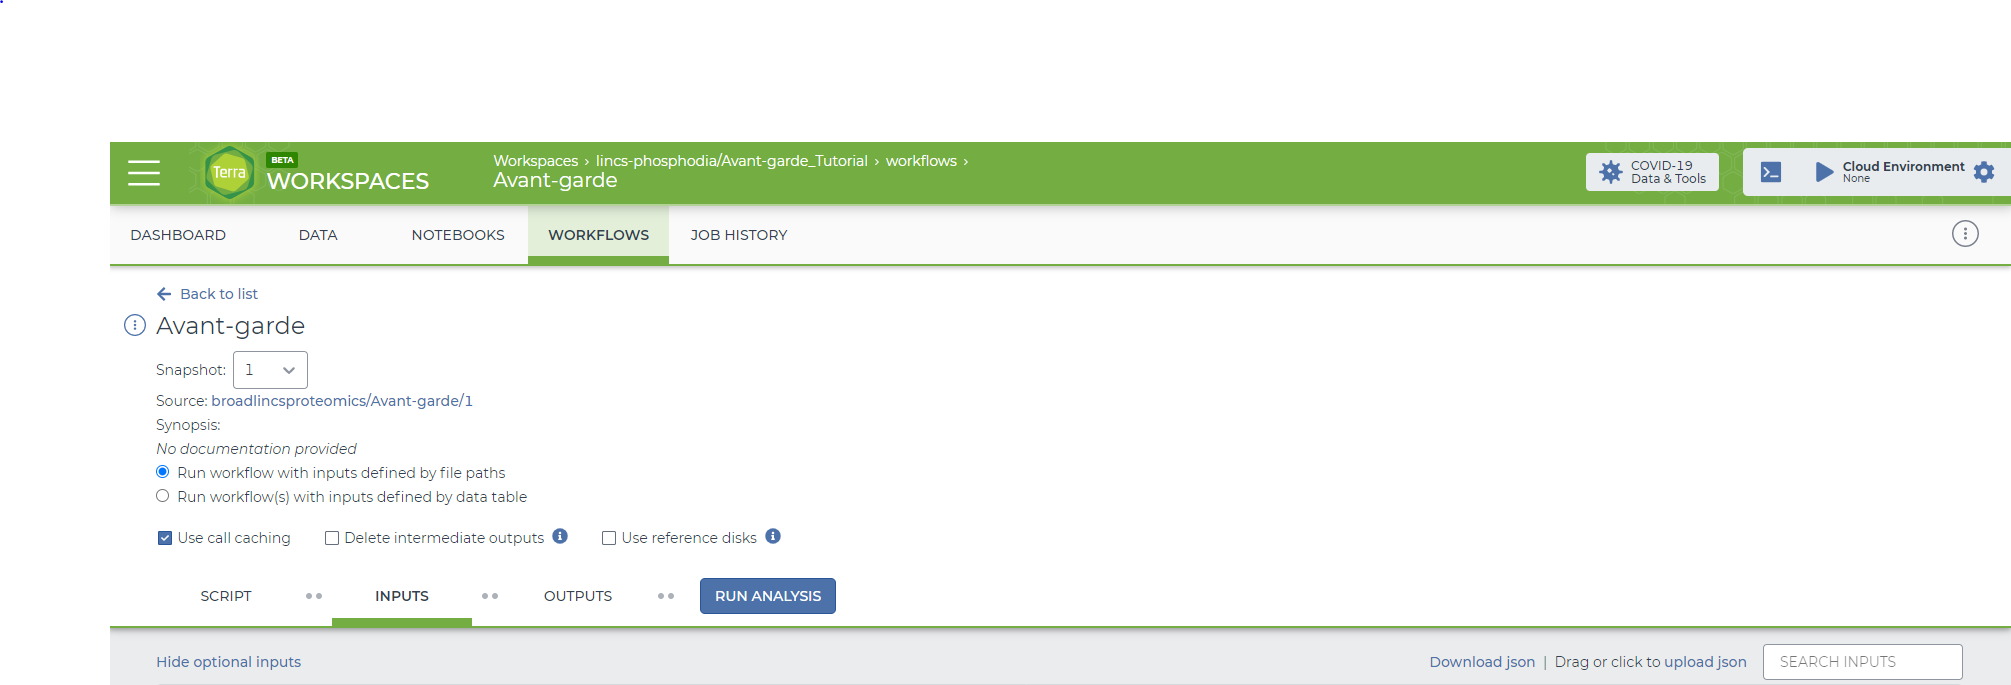 Terra
BETA
WORKSPACES
Workspaces › lincs-phosphodia/Avant-garde_Tutorial › workflows ›
Avant-garde
COVID-19
Data & Tools
Cloud Environment
None
DASHBOARD DATA NOTEBOOKS WORKFLOWS JOB HISTORY
Back to list
Avant-garde
Snapshot: 1
Source: broadlincsproteomics/Avant-garde/1
Synopsis:
No documentation provided
Run workflow with inputs defined by file paths
Run workflow(s) with inputs defined by data table
Use call caching Delete intermediate outputs Use reference disks
SCRIPT INPUTS OUTPUTS RUN ANALYSIS
Hide optional inputs Download json | Drag or click to upload json SEARCH INPUTS